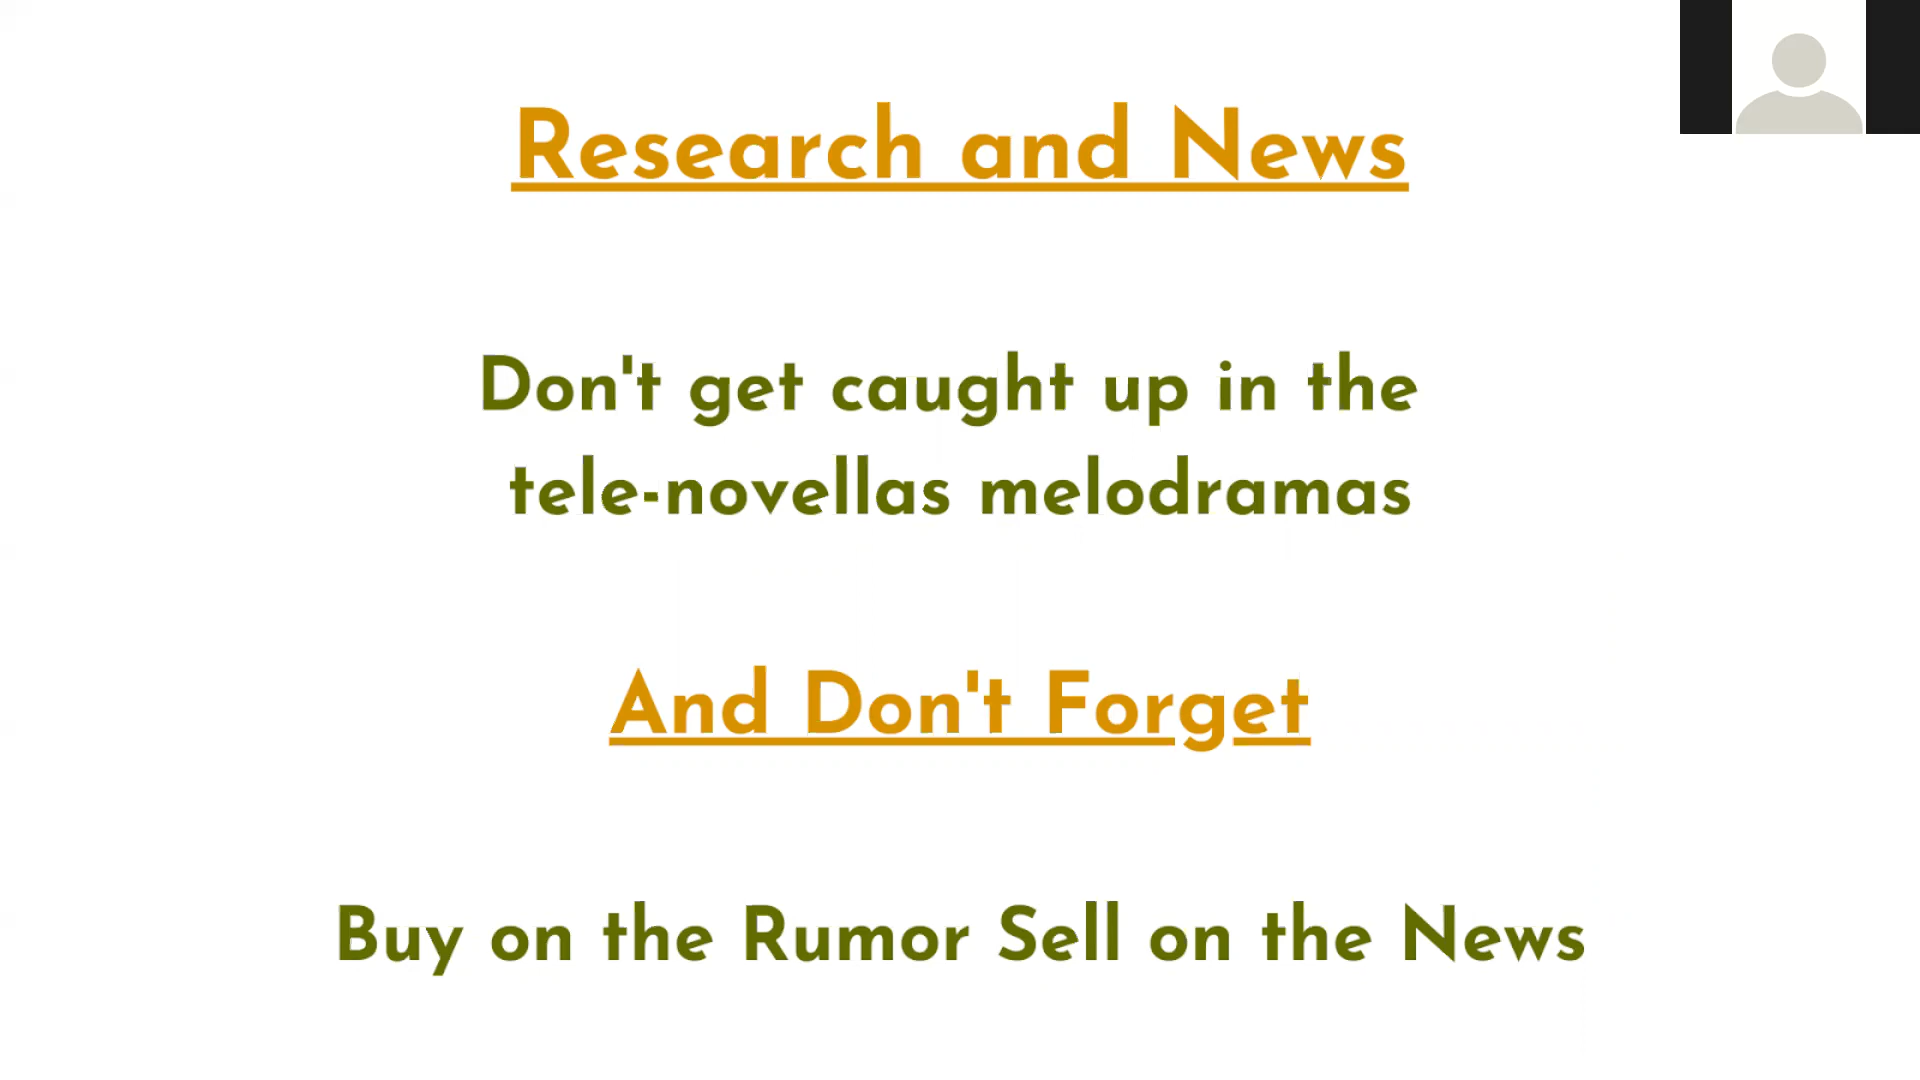 Research and News
Don't get caught up in the
tele-novellas melodramas
And Don't Forget
Buy on the Rumor Sell on the News